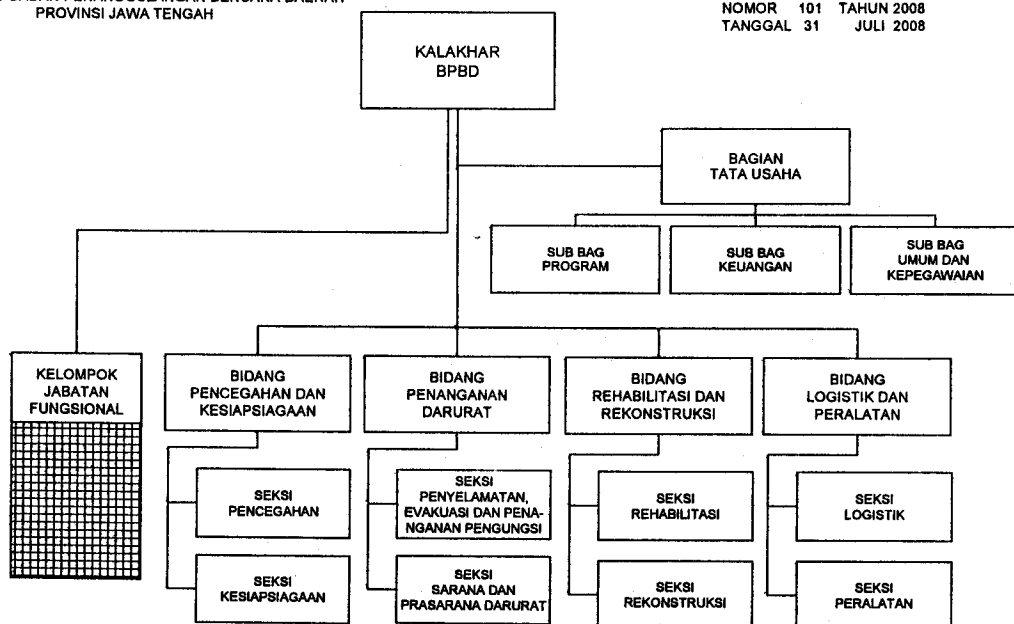 PROVINSI JAWA TENGAH
NOMOR 101 TAHUN 2008
TANGGAL 31 JULI 2008
KALAKHAR
BPBD
BAGIAN
TATA USAHA
SUB BAG
PROGRAM
SUB BAG
KEUANGAN
SUB BAG
UMUM DAN
KEPEGAWAIAN
KELOMPOK
JABATAN
FUNGSIONAL
BIDANG
PENCEGAHAN DAN
KESIAPSIAGAAN
BIDANG
PENANGANAN
DARURAT
BIDANG
REHABILITASI DAN
REKONSTRUKSI
BIDANG
LOGISTIK DAN
PERALATAN
SEKSI
PENCEGAHAN
SEKSI
KESIAPSIAGAAN
SEKSI
PENYELAMATAN,
EVAKUASI DAN PENA-
NGANAN PENGUNGSI
SEKSI
SARANA DAN
PRASARANA DARURAT
SEKSI
REHABILITASI
SEKSI
REKONSTRUKSI
SEKSI
LOGISTIK
SEKSI
PERALATAN